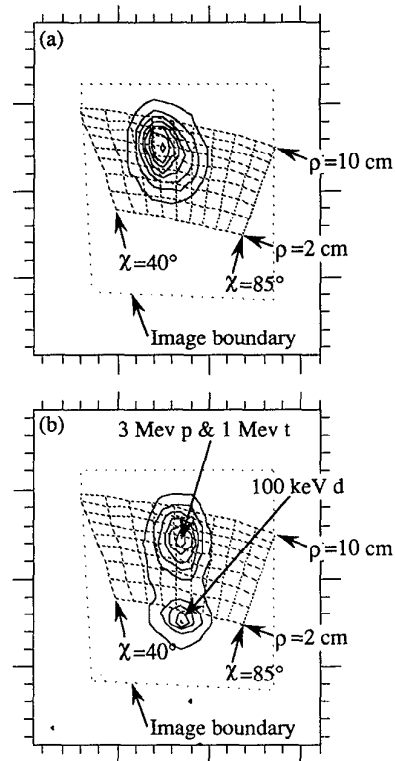 (a)
ρ=10 cm
ρ=2 cm
χ=40°
χ=85°
Image boundary
(b)
3 Mev p & 1 Mev t
100 keV d
ρ=10 cm
ρ=2 cm
χ=40°
χ=85°
Image boundary